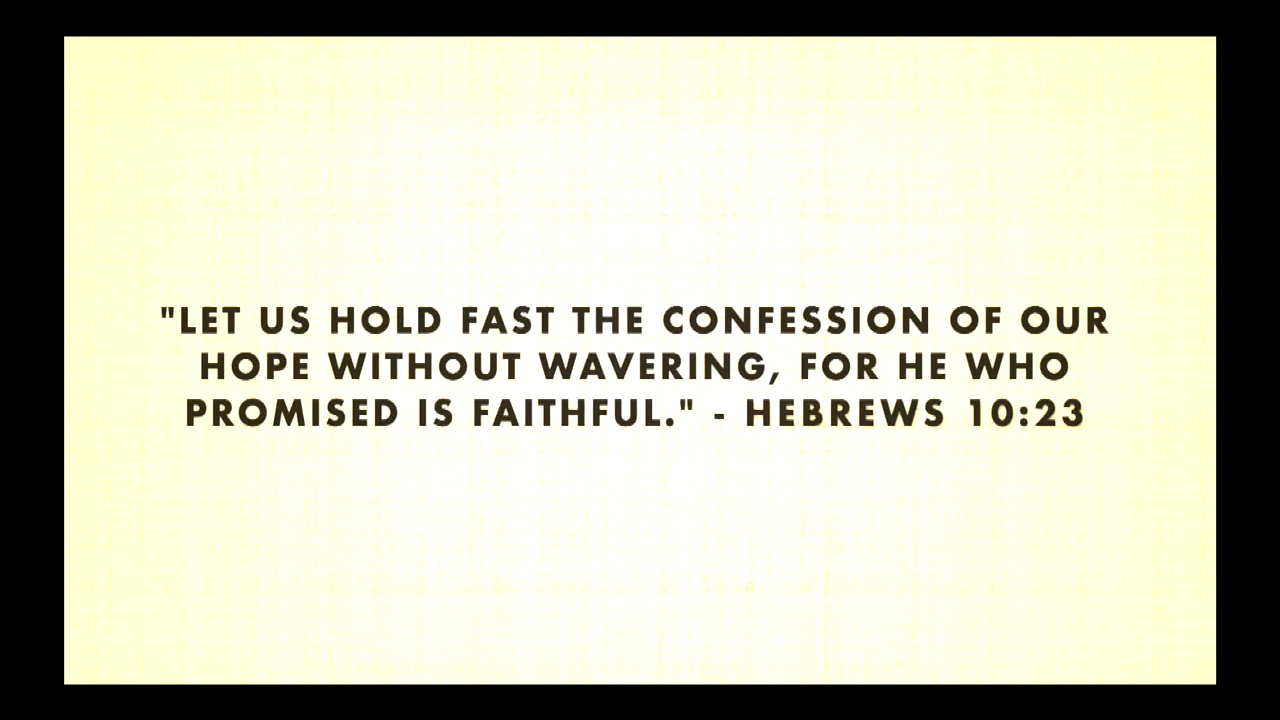 "LET US HOLD FAST THE CONFESSION OF OUR
HOPE WITHOUT WAVERING, FOR HE WHO
PROMISED IS FAITHFUL." - HEBREWS 10:23